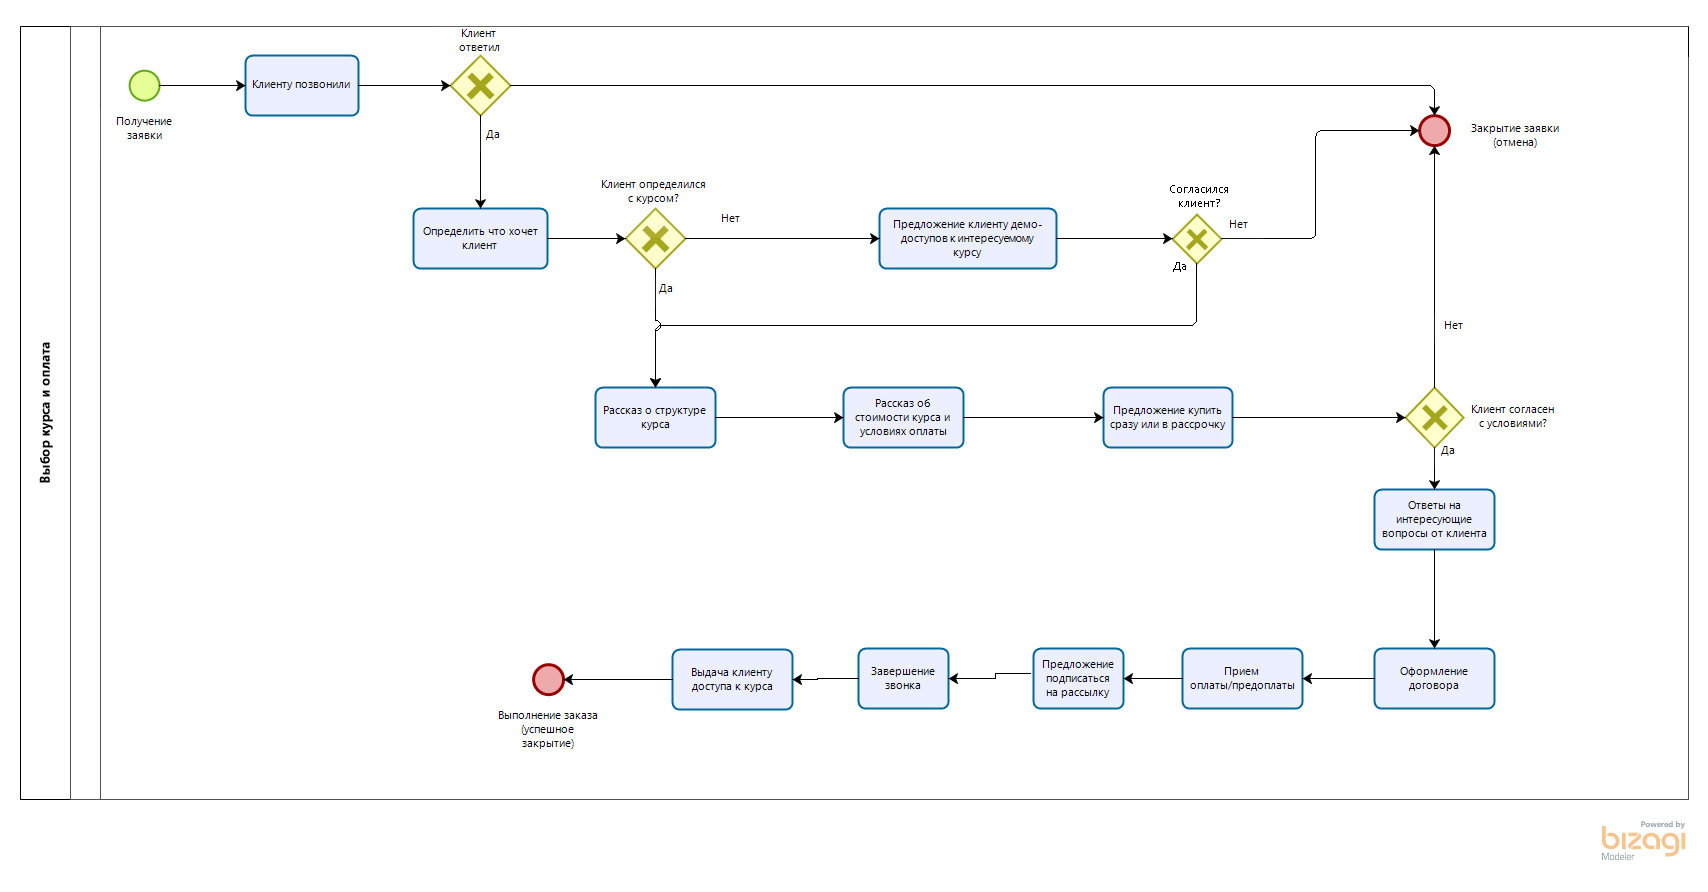 Выбор курса и оплата
Получение
заявки
Клиенту позвонили
Клиент
ответил
Да
Закрытие заявки
(отмена)
Определить что хочет
клиент
Клиент определился
с курсом?
Нет
Да
Предложение клиенту демо-
доступов к интересуемому
курсу
Согласился
клиент?
Нет
Да
Нет
Рассказ о структуре
курса
Рассказ об
стоимости курса и
условиях оплаты
Предложение купить
сразу или в рассрочку
Клиент согласен
с условиями?
Да
Ответы на
интересующие
вопросы от клиента
Оформление
договора
Прием
оплаты/предоплаты
Предложение
подписаться
на рассылку
Завершение
звонка
Выдача клиенту
доступа к курса
Выполнение заказа
(успешное
закрытие)
Powered by
bizagi
Modeler